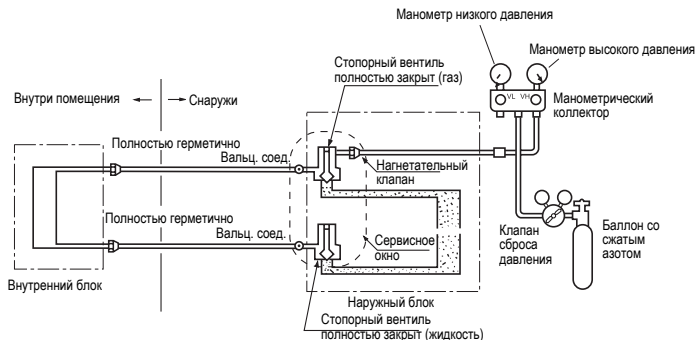 Манометр низкого давления
Манометр высокого давления
Стопорный вентиль
полностью закрыт (газ)
VL VH
Манометрический
коллектор
Внутри помещения
Снаружи
Полностью герметично
Вальц. соед.
Нагнетательный
клапан
Полностью герметично
Вальц. соед.
Сервисное
окно
Клапан
сброса
давления
Баллон со
сжатым
азотом
Внутренний блок
Наружный блок
Стопорный вентиль
полностью закрыт (жидкость)